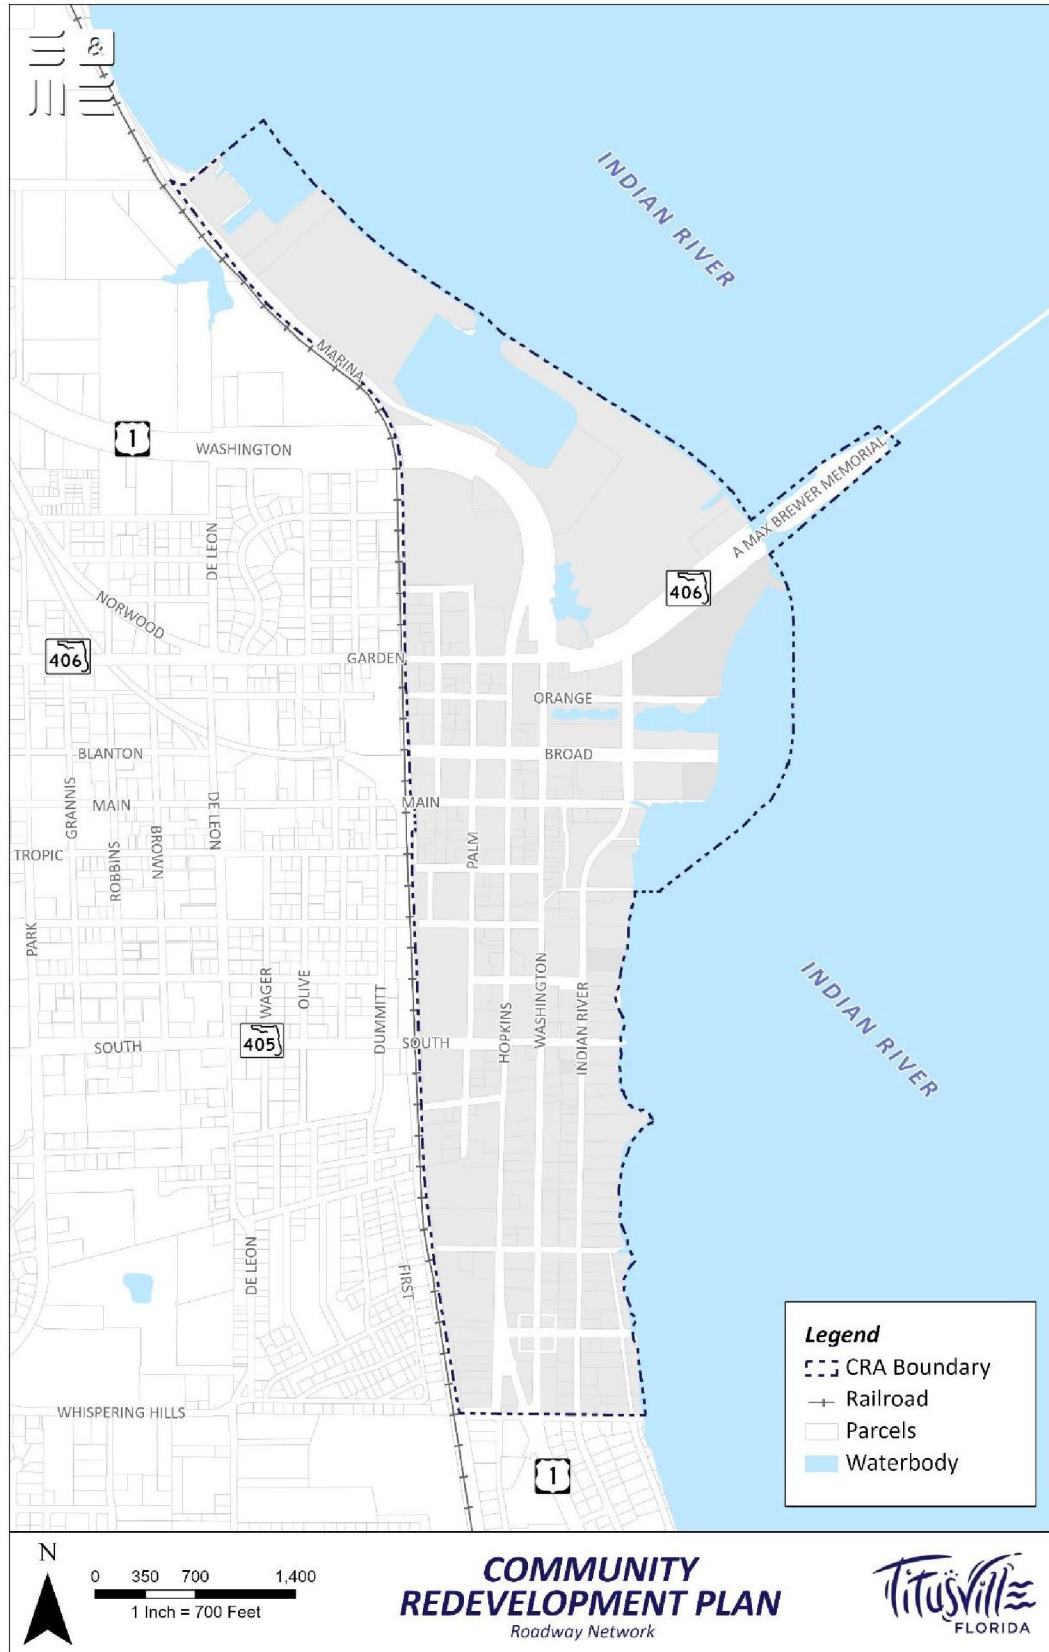 &
INDIAN RIVER
MARINA
1
WASHINGTON
A MAX BREWER MEMORIAL
DE LEON
406
NORWOOD
406
GARDEN
ORANGE
BLANTON
BROAD
MAIN
MAIN
GRANNIS
DE LEON
TROPIC
ROBBINS
BROWN
PALM
PARK
WAGER
OLIVE
DUMMITT
HOPKINS
WASHINGTON
INDIAN RIVER
INDIAN RIVER
SOUTH
405
SOUTH
DE LEON
FIRST
WHISPERING HILLS
1
Legend
CRA Boundary
Railroad
Parcels
Waterbody
N
0 350 700 1,400
1 Inch = 700 Feet
COMMUNITY
REDEVELOPMENT PLAN
Roadway Network
Titusville
FLORIDA